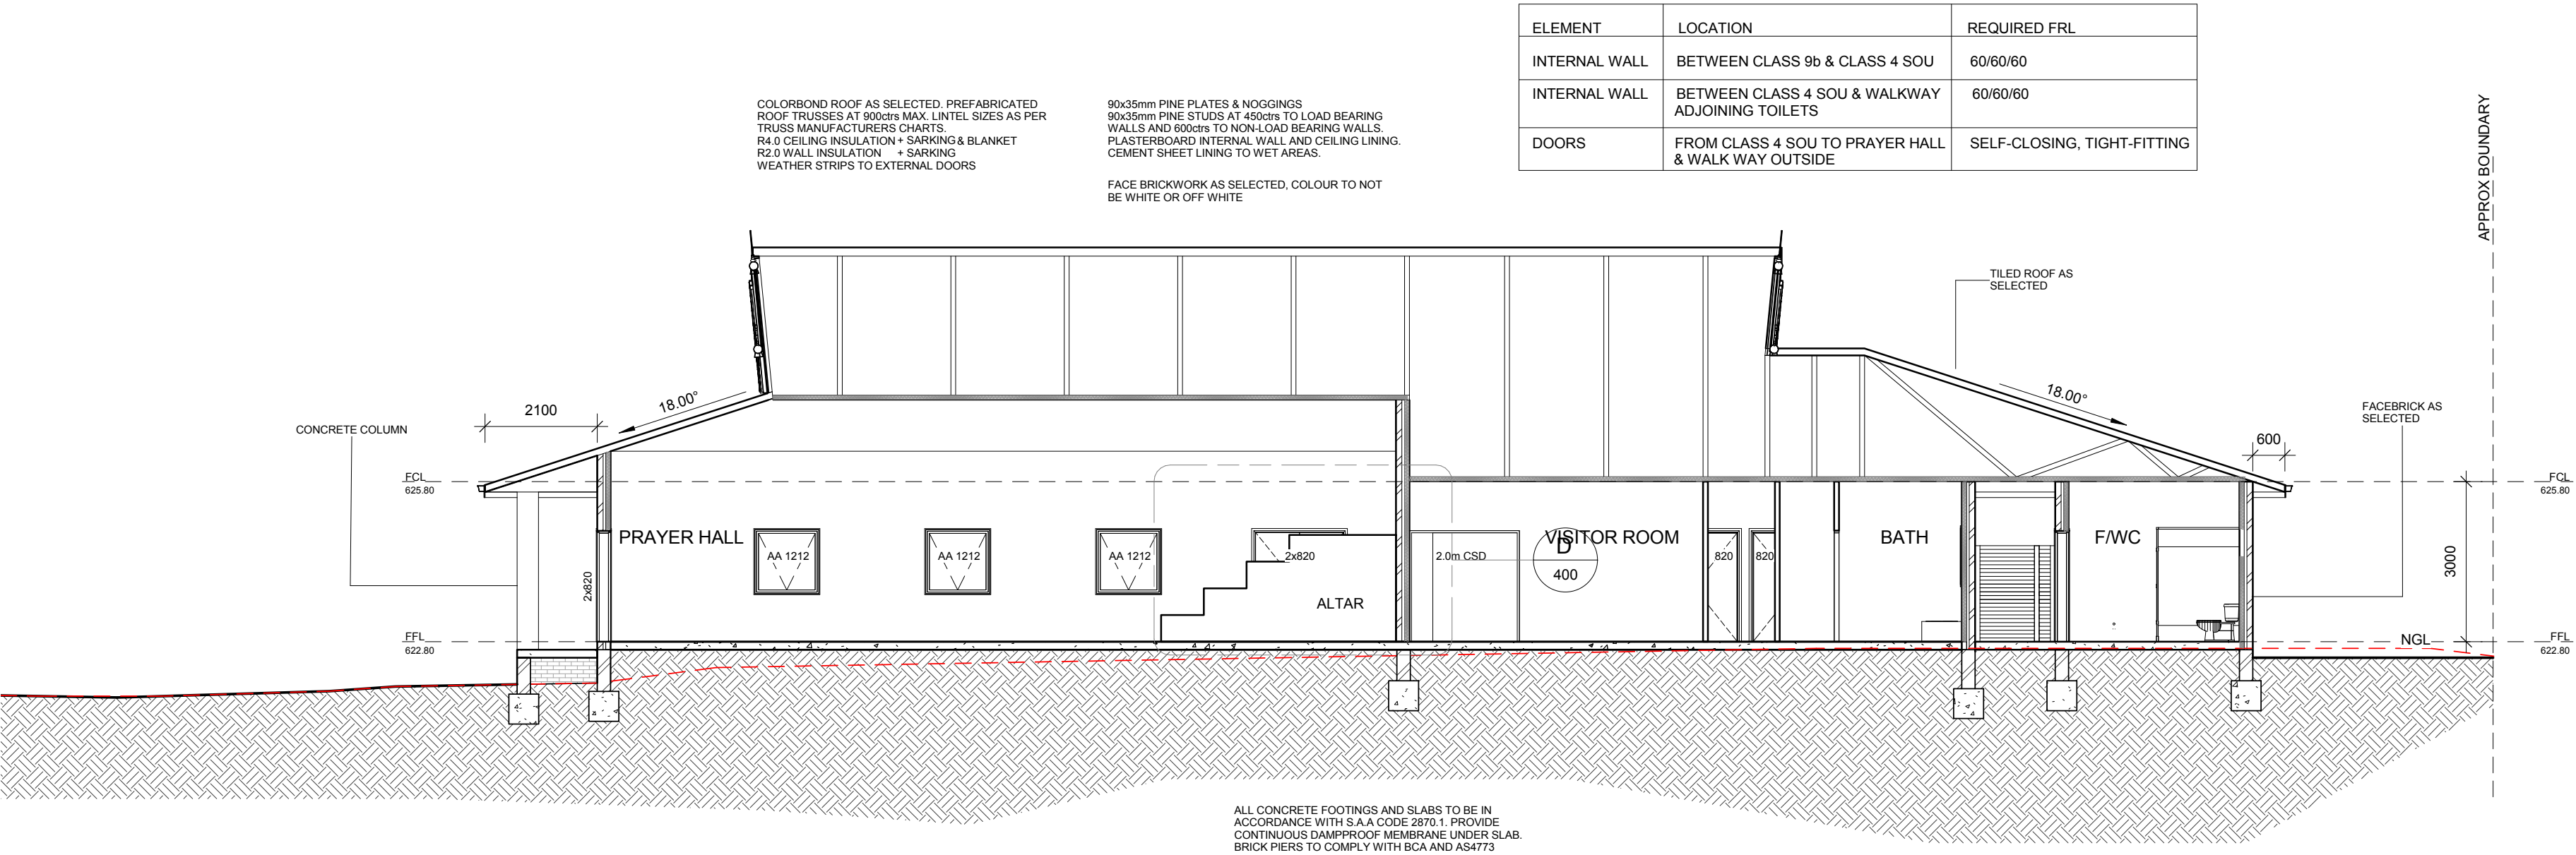 ELEMENT LOCATION REQUIRED FRL
INTERNAL WALL BETWEEN CLASS 9b & CLASS 4 SOU 60/60/60
INTERNAL WALL BETWEEN CLASS 4 SOU & WALKWAY 60/60/60
ADJOINING TOILETS
DOORS FROM CLASS 4 SOU TO PRAYER HALL SELF-CLOSING, TIGHT-FITTING
& WALK WAY OUTSIDE
COLORBOND ROOF AS SELECTED. PREFABRICATED
ROOF TRUSSES AT 900ctrs MAX. LINTEL SIZES AS PER
TRUSS MANUFACTURERS CHARTS.
R4.0 CEILING INSULATION + SARKING & BLANKET
R2.0 WALL INSULATION + SARKING
WEATHER STRIPS TO EXTERNAL DOORS
90x35mm PINE PLATES & NOGGINGS
90x35mm PINE STUDS AT 450ctrs TO LOAD BEARING
WALLS AND 600ctrs TO NON-LOAD BEARING WALLS.
PLASTERBOARD INTERNAL WALL AND CEILING LINING.
CEMENT SHEET LINING TO WET AREAS.
FACE BRICKWORK AS SELECTED, COLOUR TO NOT
BE WHITE OR OFF WHITE
APPROX BOUNDARY
TILED ROOF AS
SELECTED
2100
18.00°
18.00°
600
CONCRETE COLUMN
FACEBRICK AS
SELECTED
FCL
625.80
FCL
625.80
PRAYER HALL
AA 1212
AA 1212
AA 1212
2x820
2x820
ALTAR
2.0m CSD
VISITOR ROOM
D
400
820
820
BATH
F/WC
3000
FFL
622.80
NGL
FFL
622.80
ALL CONCRETE FOOTINGS AND SLABS TO BE IN
ACCORDANCE WITH S.A.A CODE 2870.1. PROVIDE
CONTINUOUS DAMPPROOF MEMBRANE UNDER SLAB.
BRICK PIERS TO COMPLY WITH BCA AND AS4773